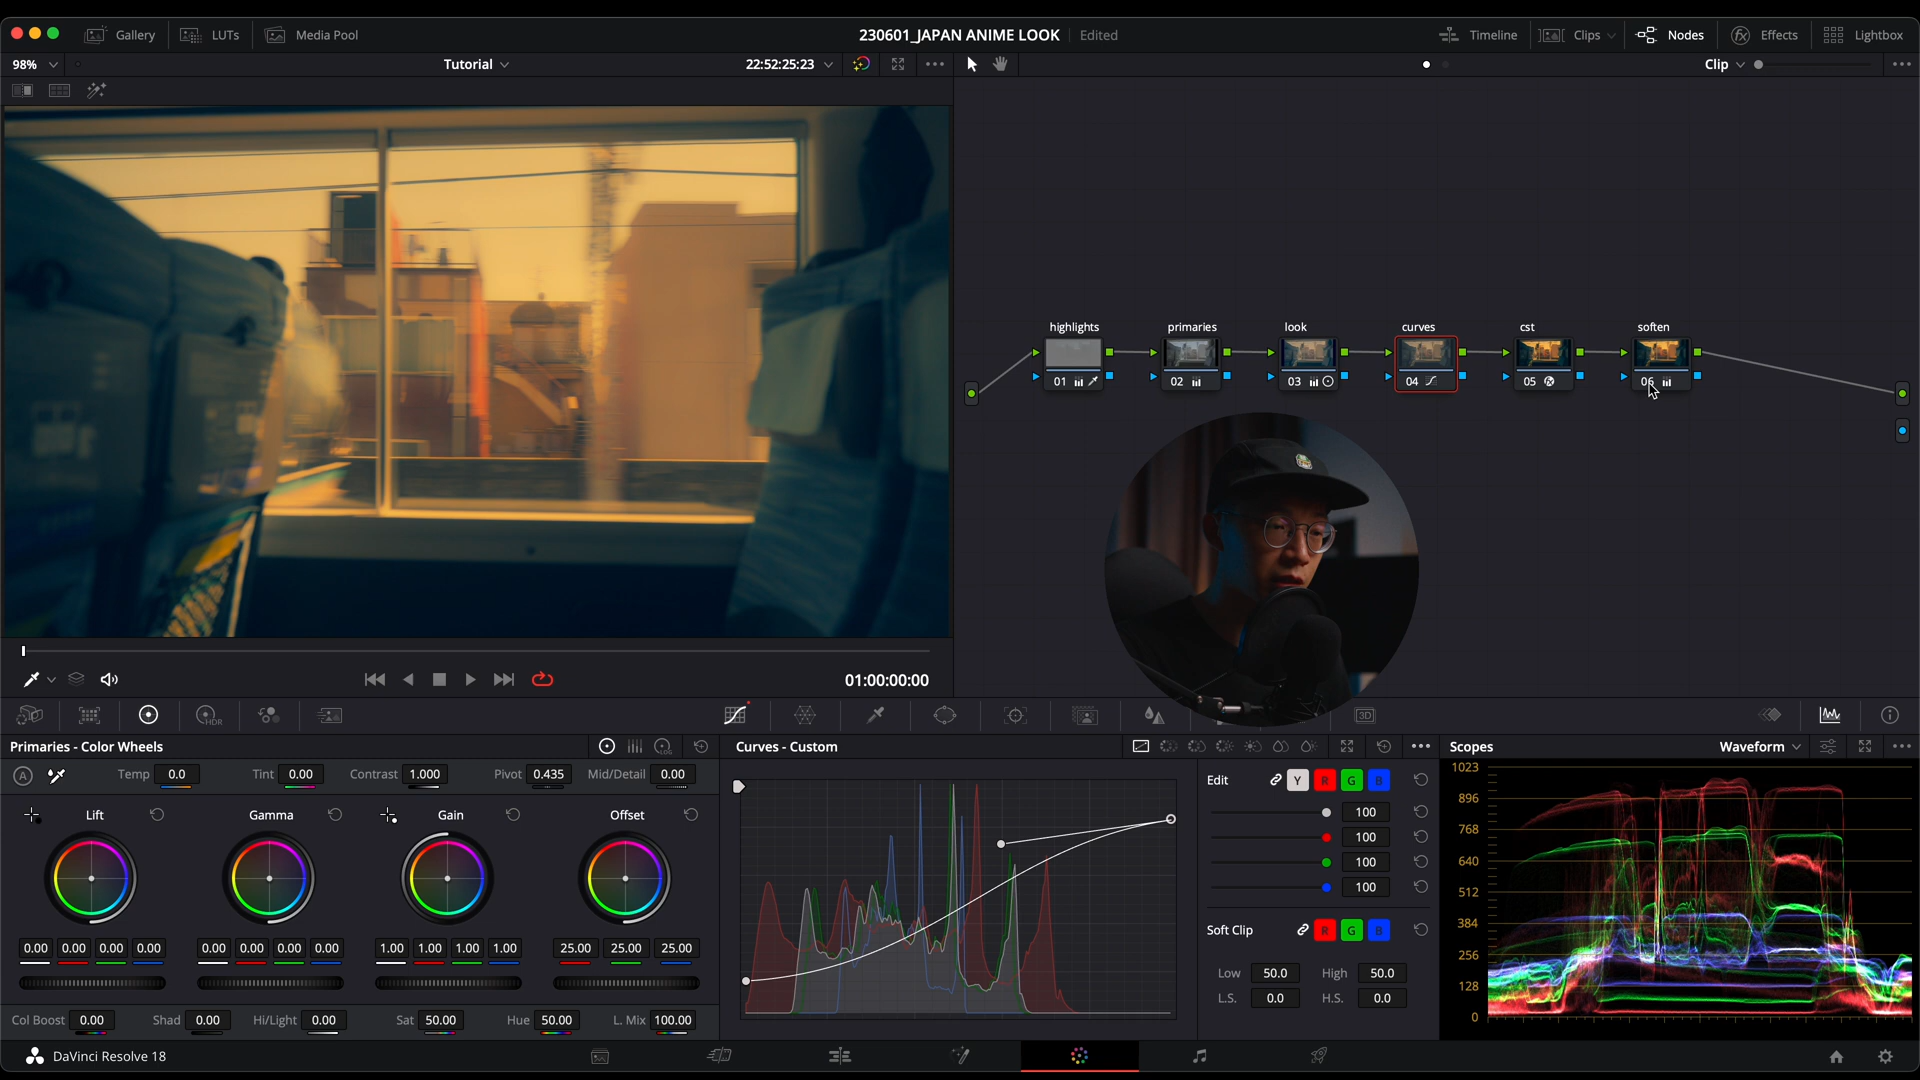 Gallery LUTs Media Pool 230601_JAPAN ANIME LOOK Edited Timeline Clips Nodes Effects Lightbox
98% Tutorial 22:52:25:23 Clip
highlights primaries look curves cst soften
01 02 03 04 05 06
01:00:00:00
HDR 3D
Primaries - Color Wheels Curves - Custom Scopes Waveform
LOG
A Temp 0.0 Tint 0.00 Contrast 1.000 Pivot 0.435 Mid/Detail 0.00
Lift Gamma Gain Offset
0.00 0.00 0.00 0.00 0.00 0.00 0.00 0.00 1.00 1.00 1.00 1.00 25.00 25.00 25.00
Col Boost 0.00 Shad 0.00 Hi/Light 0.00 Sat 50.00 Hue 50.00 L. Mix 100.00
Edit Y R G B
100
100
100
100
Soft Clip R G B
Low 50.0 High 50.0
L.S. 0.0 H.S. 0.0
1023
896
768
640
512
384
256
128
0
DaVinci Resolve 18